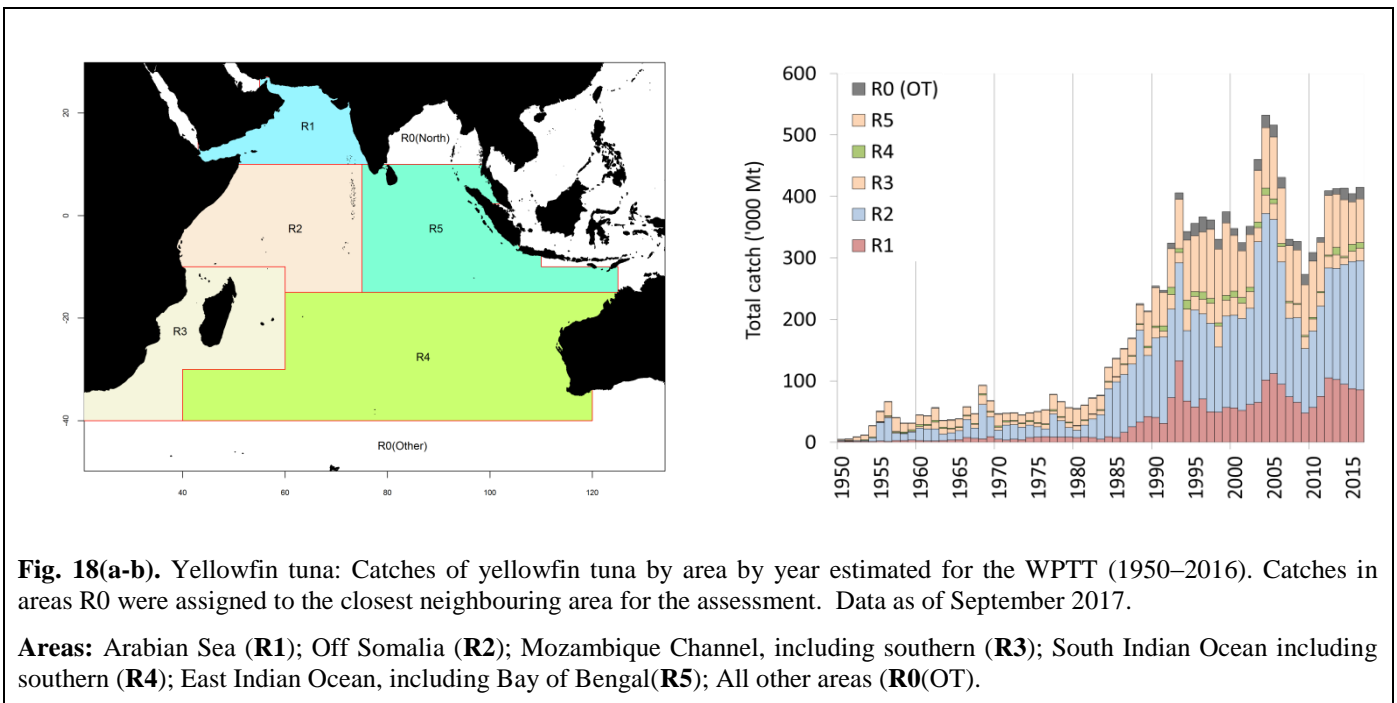 R1
R0(North)
R2
R5
R3
R4
R0(Other)
20
0
-20
-40
40
60
80
100
120
Total catch ('000 Mt)
600
500
400
300
200
100
0
R0 (OT)
R5
R4
R3
R2
R1
1950
1955
1960
1965
1970
1975
1980
1985
1990
1995
2000
2005
2010
2015
Fig. 18(a-b). Yellowfin tuna: Catches of yellowfin tuna by area by year estimated for the WPTT (1950–2016). Catches in
areas R0 were assigned to the closest neighbouring area for the assessment. Data as of September 2017.
Areas: Arabian Sea (R1); Off Somalia (R2); Mozambique Channel, including southern (R3); South Indian Ocean including
southern (R4); East Indian Ocean, including Bay of Bengal(R5); All other areas (R0(OT).